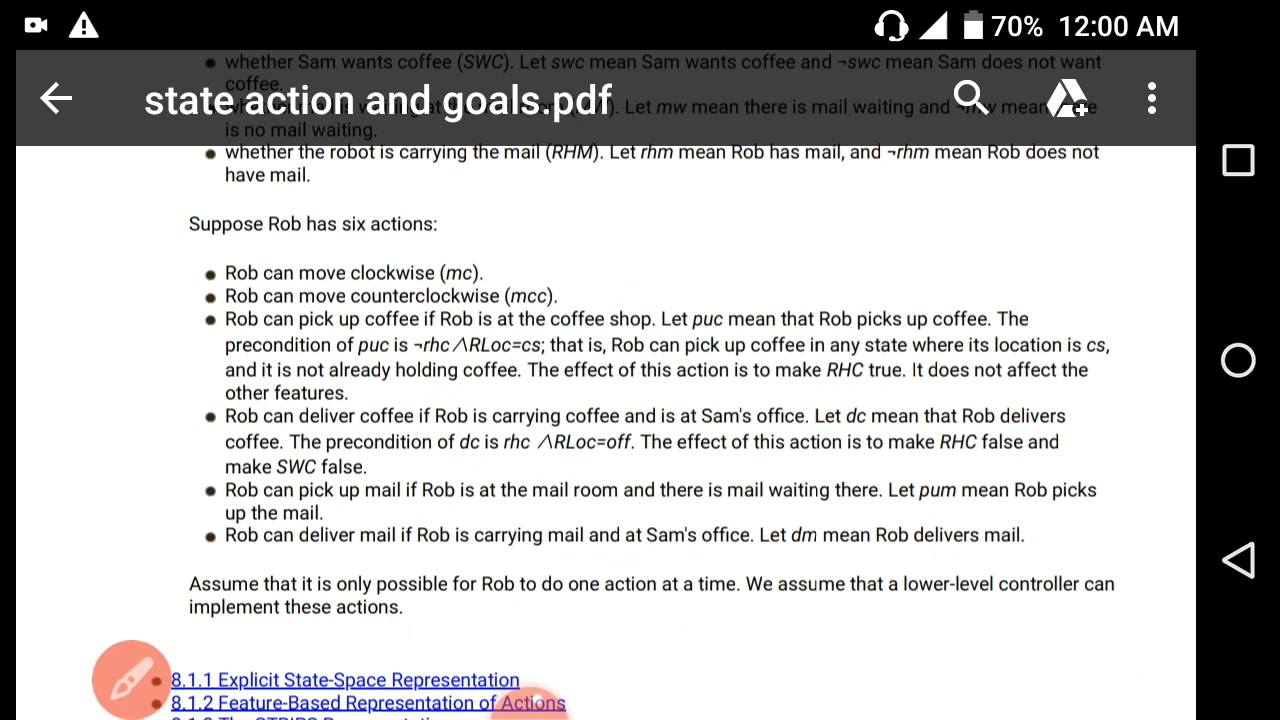 70% 12:00 AM
whether Sam wants coffee (SWC). Let swc mean Sam wants coffee and ¬swc mean Sam does not want
coffee.
state action and goals.pdf
Let mw mean there is mail waiting and
is no mail waiting.
whether the robot is carrying the mail (RHM). Let rhm mean Rob has mail, and ¬rhm mean Rob does not
have mail.
Suppose Rob has six actions:
Rob can move clockwise (mc).
Rob can move counterclockwise (mcc).
Rob can pick up coffee if Rob is at the coffee shop. Let puc mean that Rob picks up coffee. The
precondition of puc is ¬rhc∧RLoc=cs; that is, Rob can pick up coffee in any state where its location is cs,
and it is not already holding coffee. The effect of this action is to make RHC true. It does not affect the
other features.
Rob can deliver coffee if Rob is carrying coffee and is at Sam's office. Let dc mean that Rob delivers
coffee. The precondition of dc is rhc ∧RLoc=off. The effect of this action is to make RHC false and
make SWC false.
Rob can pick up mail if Rob is at the mail room and there is mail waiting there. Let pum mean Rob picks
up the mail.
Rob can deliver mail if Rob is carrying mail and at Sam's office. Let dm mean Rob delivers mail.
Assume that it is only possible for Rob to do one action at a time. We assume that a lower-level controller can
implement these actions.
8.1.1 Explicit State-Space Representation
8.1.2 Feature-Based Representation of Actions